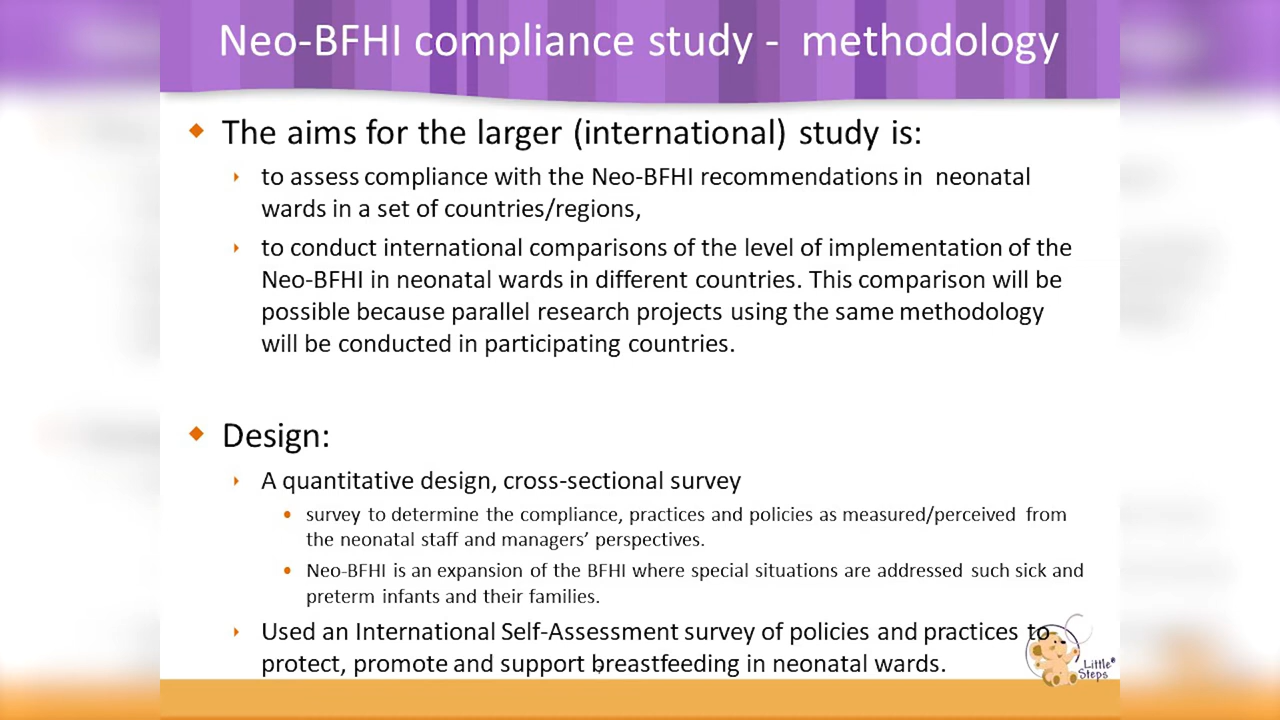 Neo-BFHI compliance study - methodology
The aims for the larger (international) study is:
to assess compliance with the Neo-BFHI recommendations in neonatal
wards in a set of countries/regions,
to conduct international comparisons of the level of implementation of the
Neo-BFHI in neonatal wards in different countries. This comparison will be
possible because parallel research projects using the same methodology
will be conducted in participating countries.
Design:
A quantitative design, cross-sectional survey
survey to determine the compliance, practices and policies as measured/perceived from
the neonatal staff and managers’ perspectives.
Neo-BFHI is an expansion of the BFHI where special situations are addressed such sick and
preterm infants and their families.
Used an International Self-Assessment survey of policies and practices to
protect, promote and support breastfeeding in neonatal wards.
Little
Steps